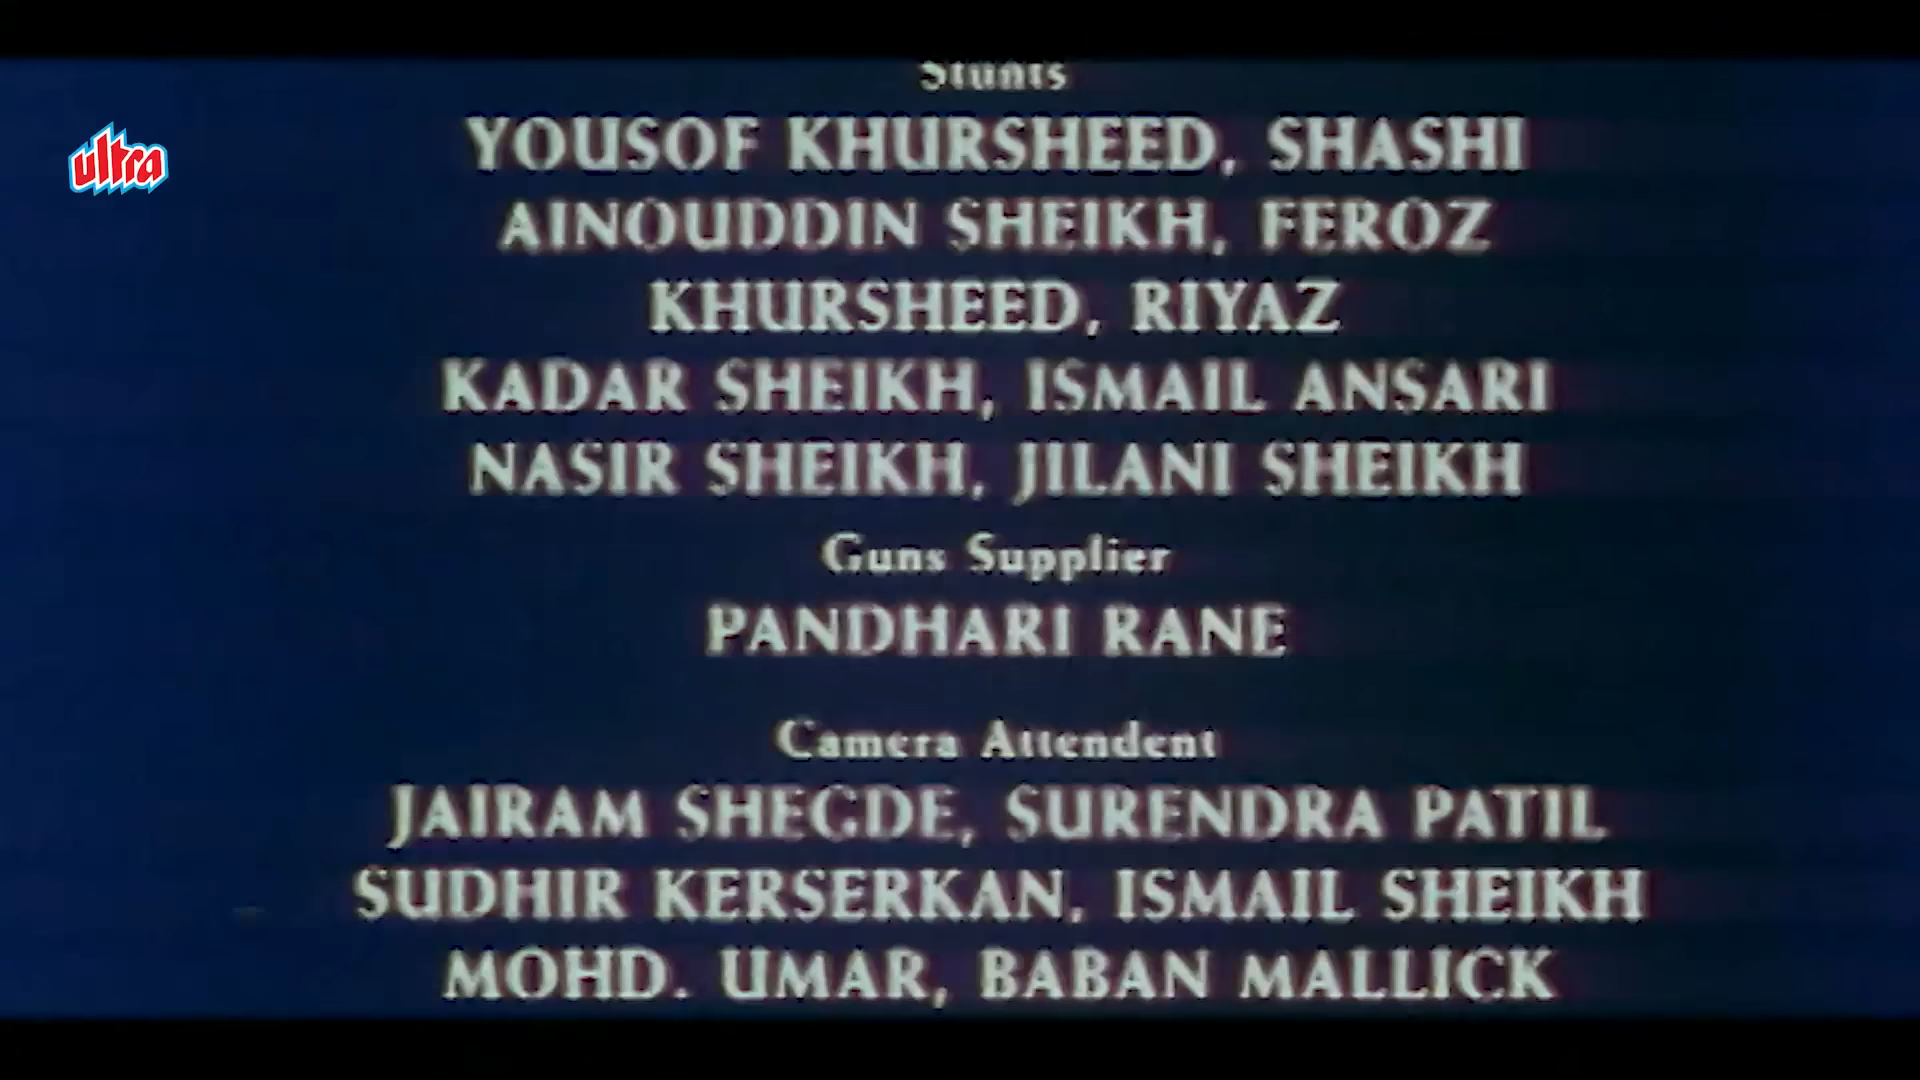 Stunts
ultra
YOUSOF KHURSHEED, SHASHI
AINOUDDIN SHEIKH, FEROZ
KHURSHEED, RIYAZ
KADAR SHEIKH, ISMAIL ANSARI
NASIR SHEIKH, JILANI SHEIKH
Guns Supplier
PANDHARI RANE
Camera Attendent
JAIRAM SHEGDE, SURENDRA PATIL
SUDHIR KERSERKAN, ISMAIL SHEIKH
MOHD. UMAR, BABAN MALLICK